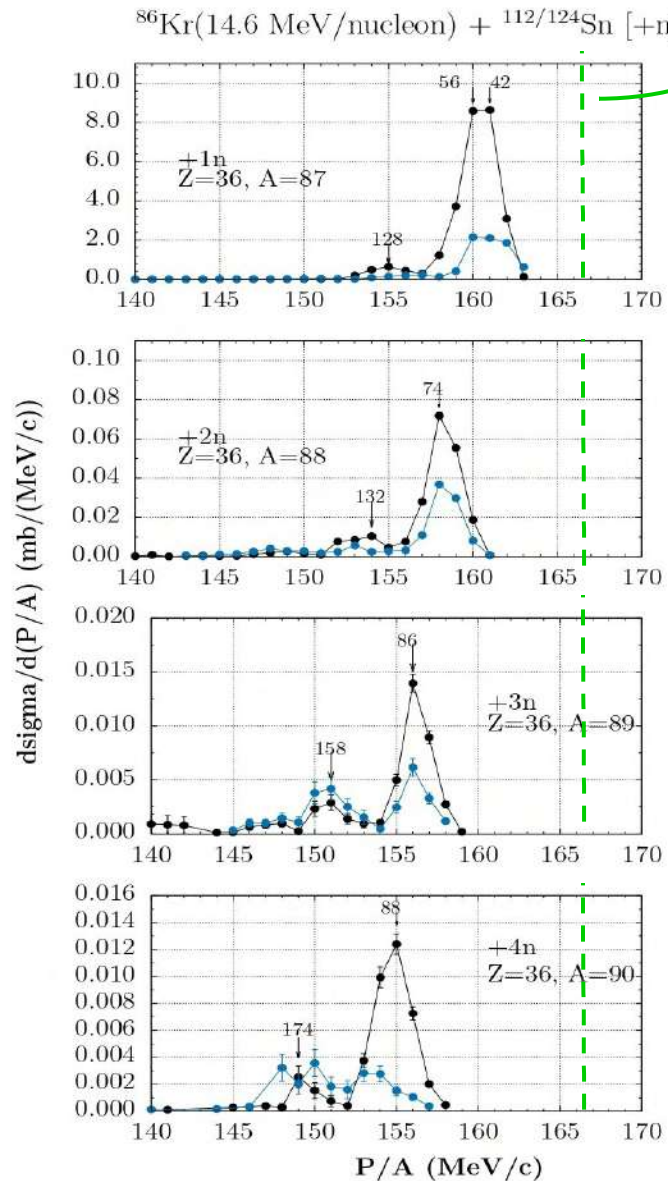 ⁸⁶Kr(14.6 MeV/nucleon) + ¹¹²/¹²⁴Sn [+n
dsigma/d(P/A) (mb/(MeV/c))
10.0
8.0
6.0
4.0
2.0
0.0
56 42
+1n
Z=36, A=87
128
140 145 150 155 160 165 170
0.10
0.08
0.06
0.04
0.02
0.00
74
+2n
Z=36, A=88
132
140 145 150 155 160 165 170
0.020
0.015
0.010
0.005
0.000
86
+3n
Z=36, A=89
158
140 145 150 155 160 165 170
0.016
0.014
0.012
0.010
0.008
0.006
0.004
0.002
0.000
88
+4n
Z=36, A=90
174
140 145 150 155 160 165 170
P/A (MeV/c)